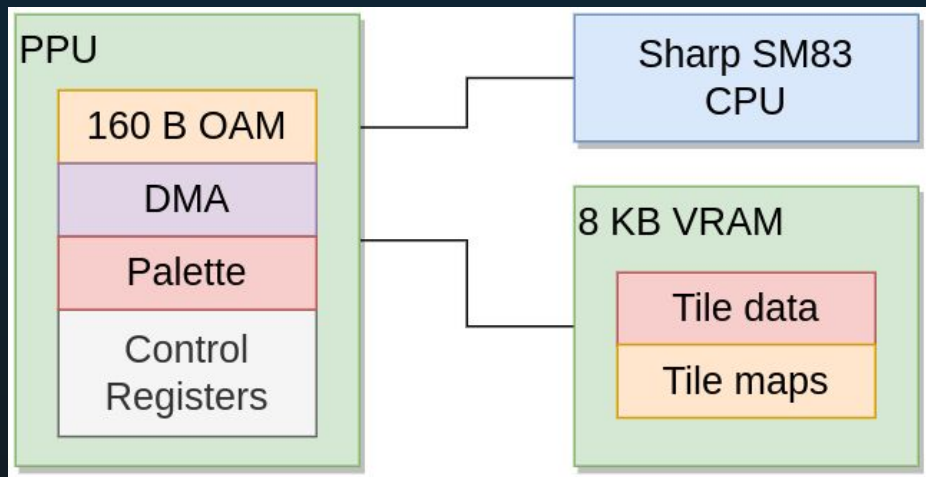 PPU
160 B OAM
DMA
Palette
Control
Registers
Sharp SM83
CPU
8 KB VRAM
Tile data
Tile maps